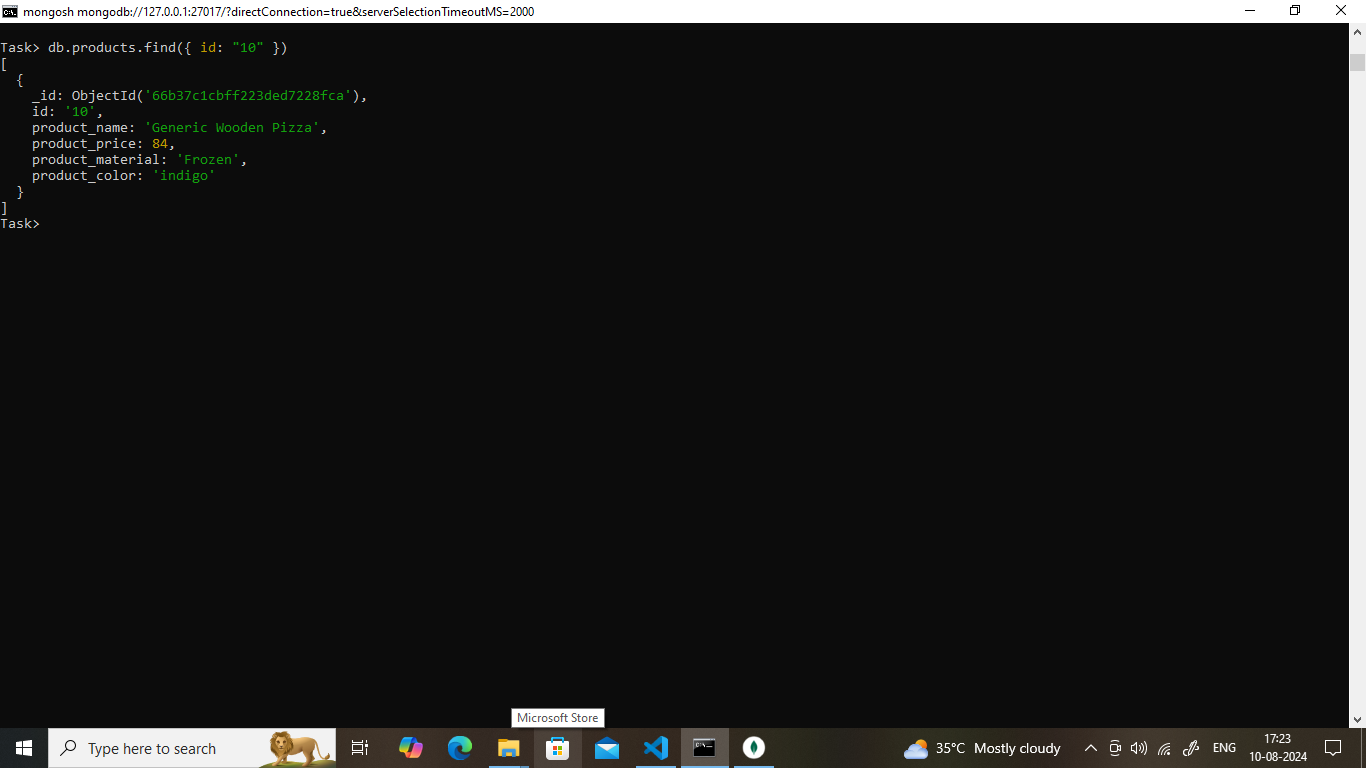 mongosh mongodb://127.0.0.1:27017/?directConnection=true&serverSelectionTimeoutMS=2000
Task> db.products.find({ id: "10" })
[
  {
    _id: ObjectId('66b37c1cbff223ded7228fca'),
    id: '10',
    product_name: 'Generic Wooden Pizza',
    product_price: 84,
    product_material: 'Frozen',
    product_color: 'indigo'
  }
]
Task>
Microsoft Store
Type here to search
35°C Mostly cloudy
ENG
17:23
10-08-2024